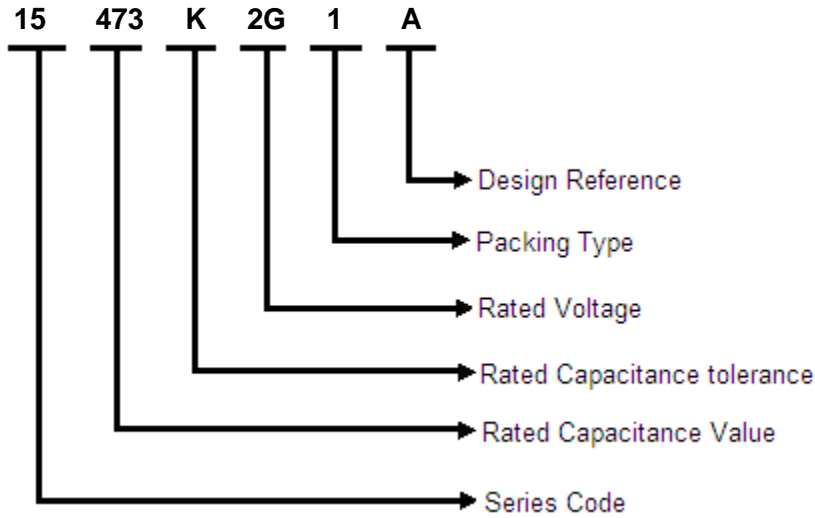 15 473 K 2G 1 A
Design Reference
Packing Type
Rated Voltage
Rated Capacitance tolerance
Rated Capacitance Value
Series Code